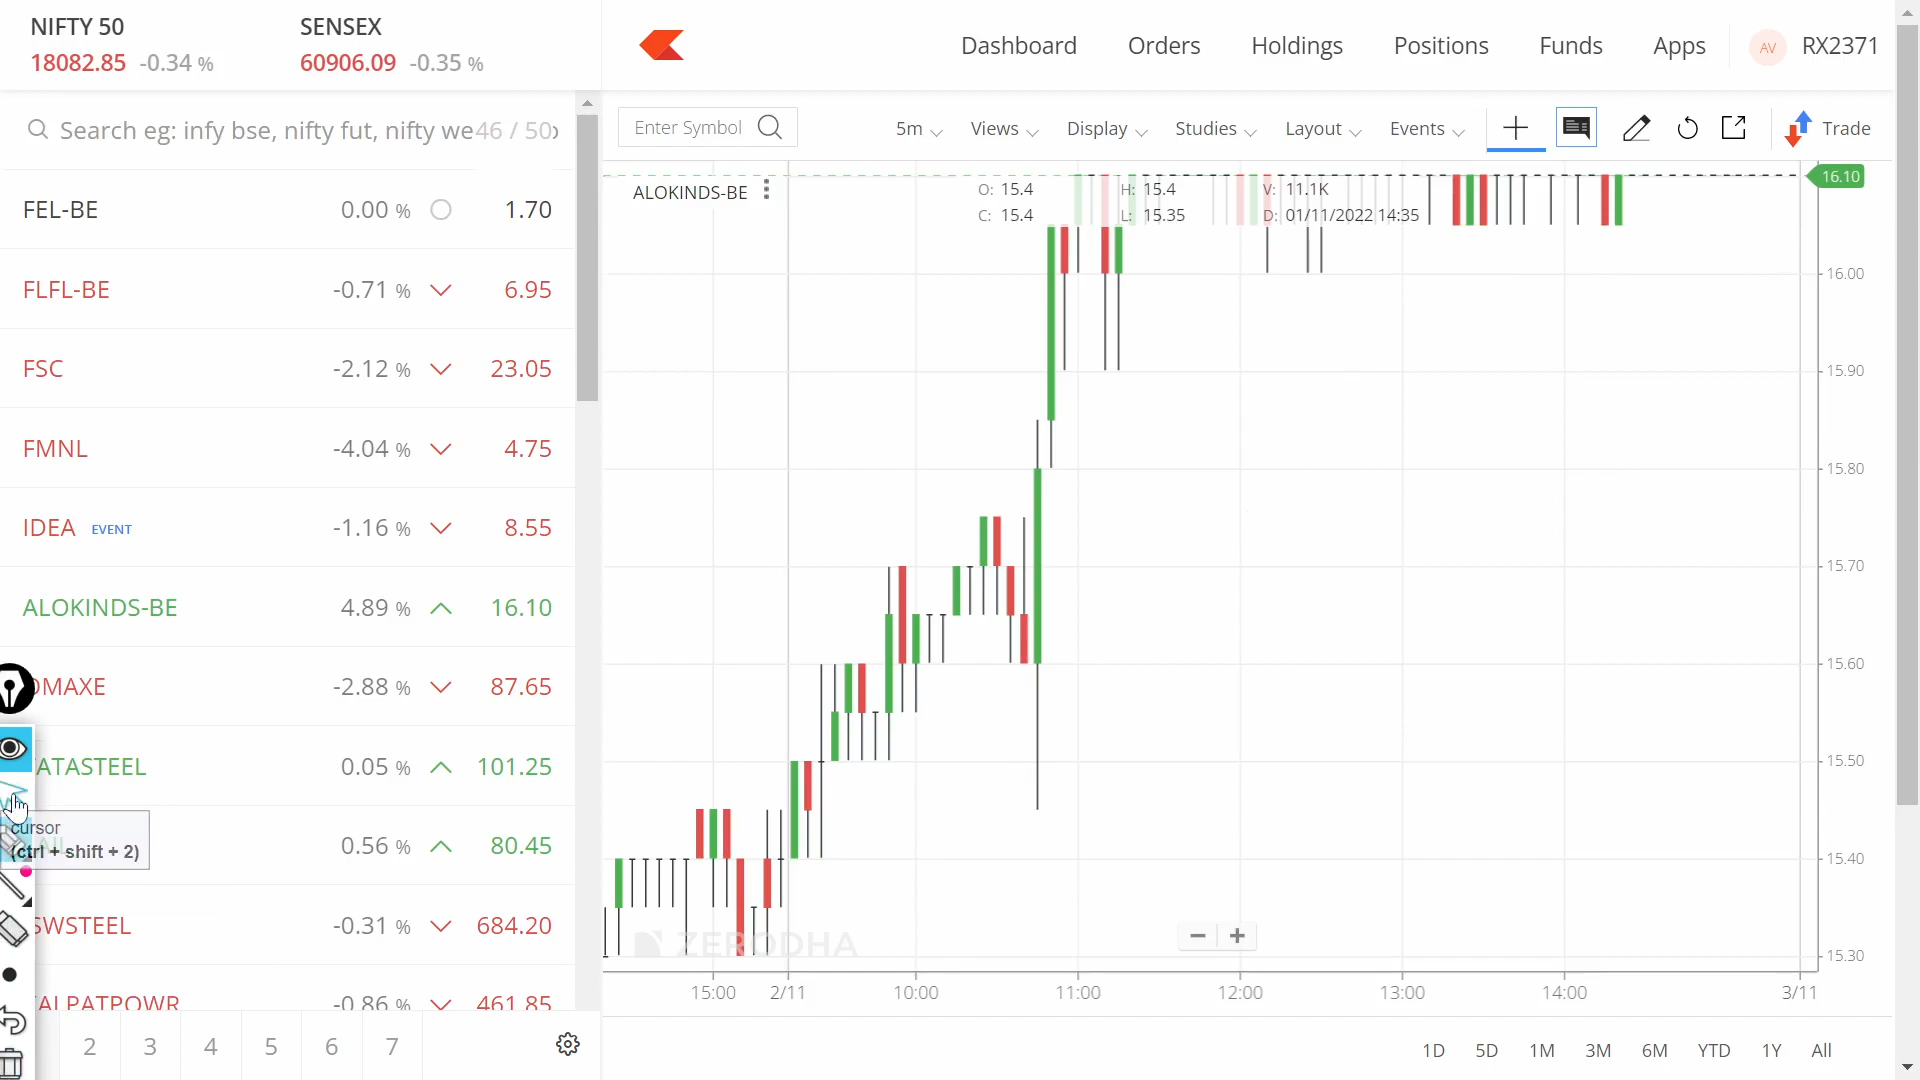 NIFTY 50
18082.85 -0.34 %
SENSEX
60906.09 -0.35 %
Dashboard
Orders
Holdings
Positions
Funds
Apps
AV
RX2371
Search eg: infy bse, nifty fut, nifty we
46 / 50
FEL-BE 0.00 % 1.70
FLFL-BE -0.71 % 6.95
FSC -2.12 % 23.05
FMNL -4.04 % 4.75
IDEA EVENT -1.16 % 8.55
ALOKINDS-BE 4.89 % 16.10
OMAXE -2.88 % 87.65
ATASTEEL 0.05 % 101.25
0.56 % 80.45
SWSTEEL -0.31 % 684.20
ALPATPOWR -0.86 % 461.85
cursor
(ctrl + shift + 2)
2 3 4 5 6 7
Enter Symbol
5m
Views
Display
Studies
Layout
Events
Trade
ALOKINDS-BE
O: 15.4 H: 15.4 V: 11.1K
C: 15.4 L: 15.35 D: 01/11/2022 14:35
16.10
16.00
15.90
15.80
15.70
15.60
15.50
15.40
15.30
ZERODHA
15:00 2/11 10:00 11:00 12:00 13:00 14:00 3/11
1D 5D 1M 3M 6M YTD 1Y All